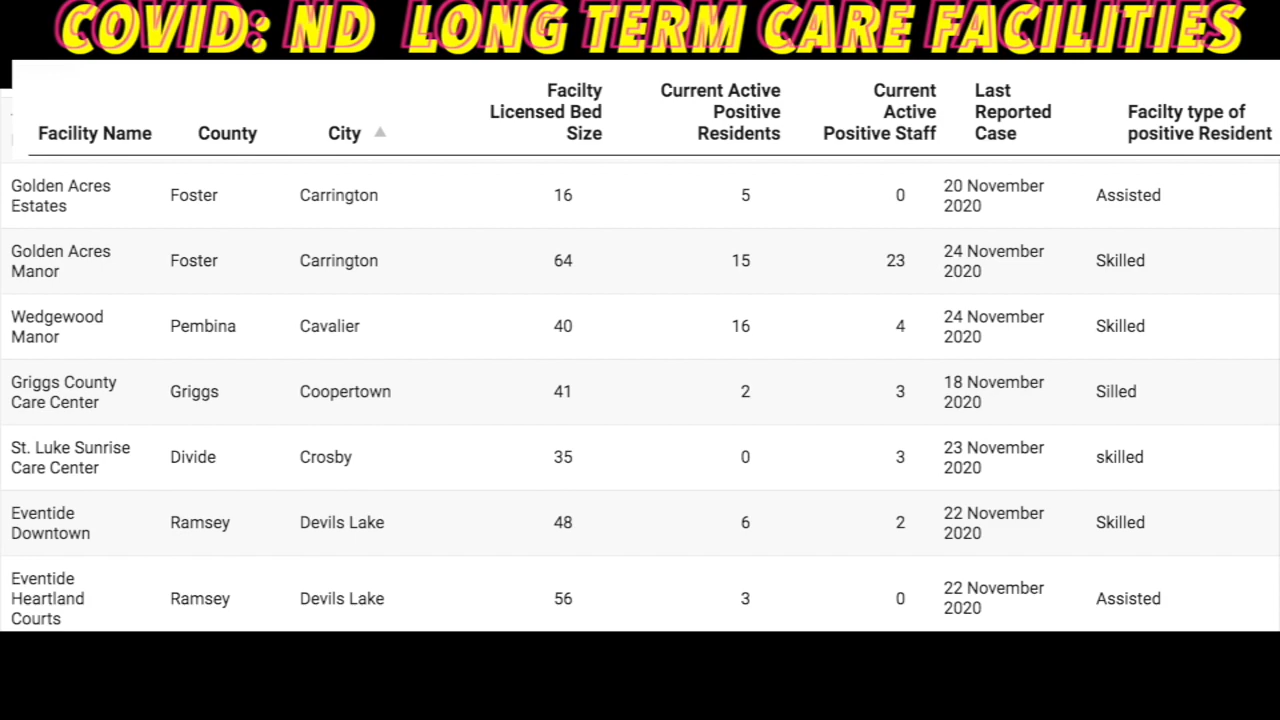 COVID: ND LONG TERM CARE FACILITIES
Facilty Current Active Current Last
Licensed Bed Positive Active Reported Facilty type of
Facility Name County City Size Residents Positive Staff Case positive Resident
Golden Acres Estates Foster Carrington 16 5 0 20 November 2020 Assisted
Golden Acres Manor Foster Carrington 64 15 23 24 November 2020 Skilled
Wedgewood Manor Pembina Cavalier 40 16 4 24 November 2020 Skilled
Griggs County Care Center Griggs Coopertown 41 2 3 18 November 2020 Silled
St. Luke Sunrise Care Center Divide Crosby 35 0 3 23 November 2020 skilled
Eventide Downtown Ramsey Devils Lake 48 6 2 22 November 2020 Skilled
Eventide Heartland Courts Ramsey Devils Lake 56 3 0 22 November 2020 Assisted